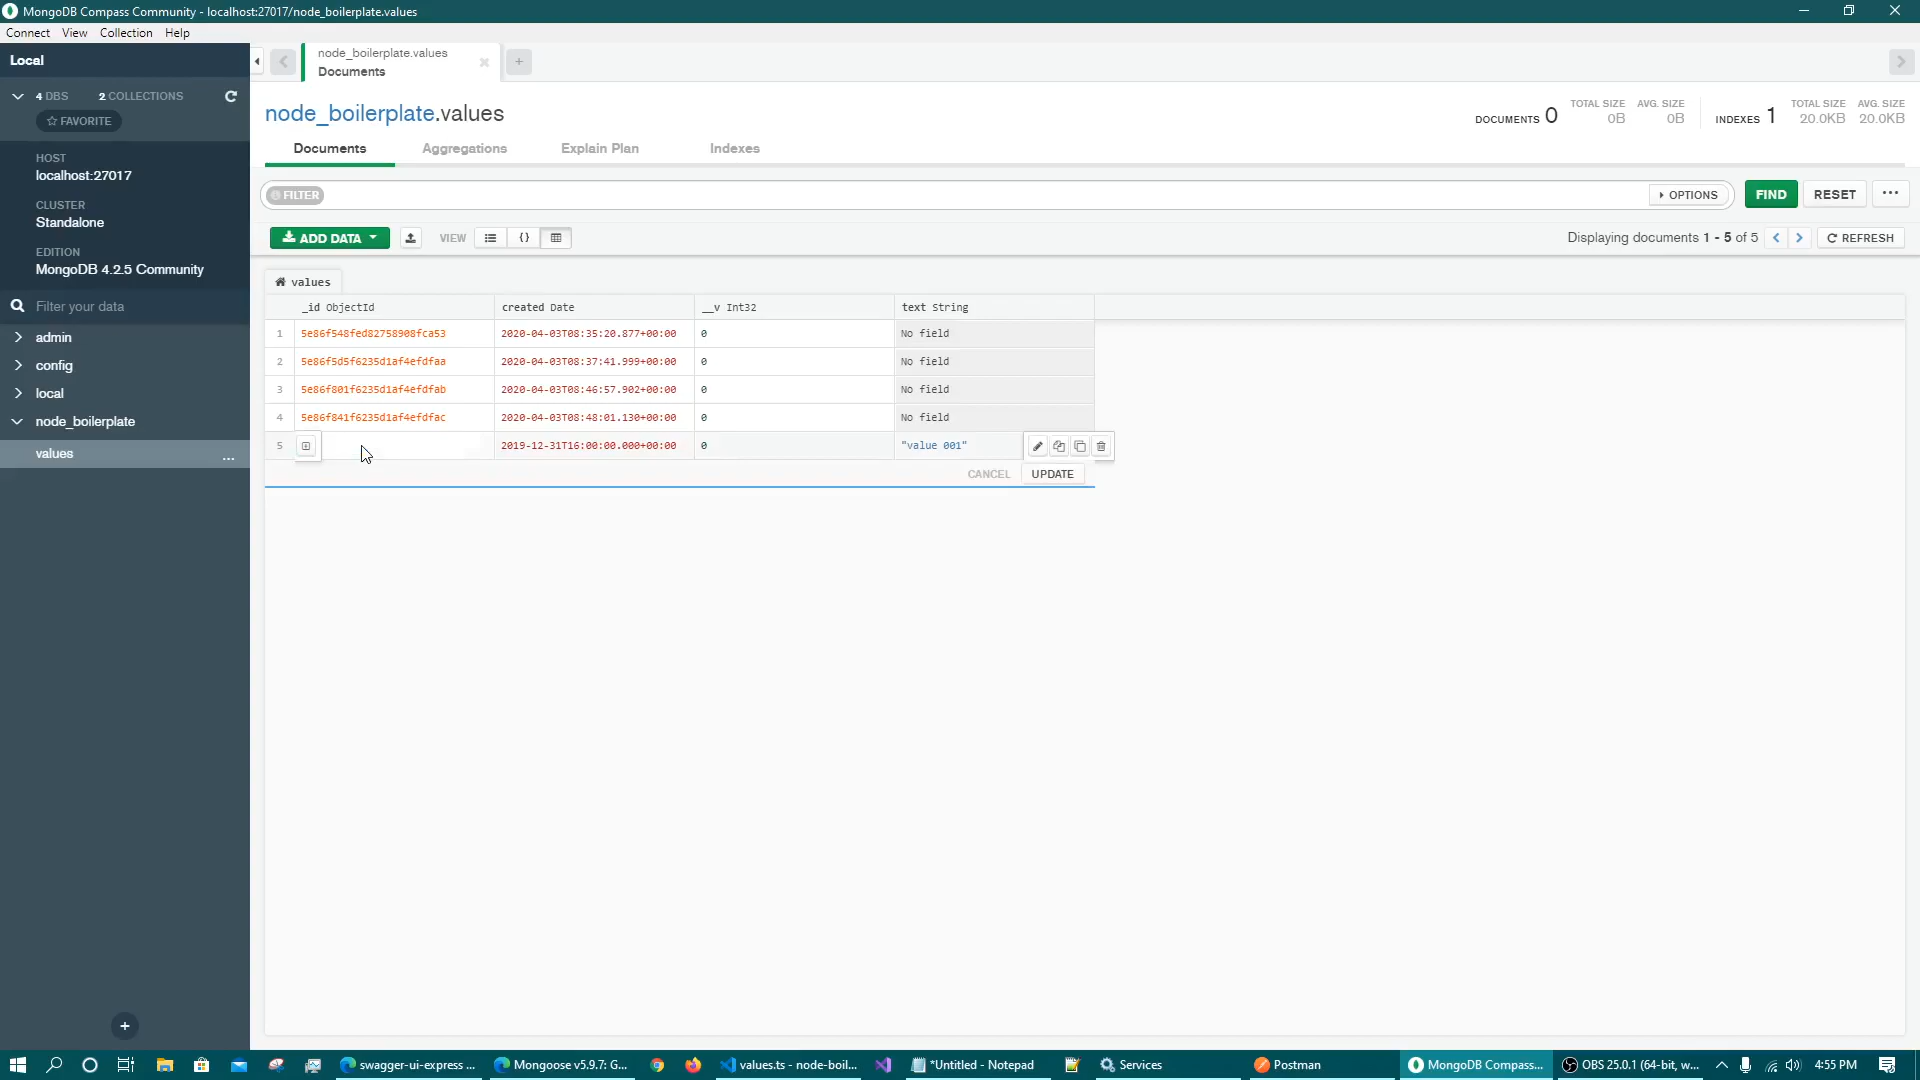 MongoDB Compass Community - localhost:27017/node_boilerplate.values
Connect View Collection Help
Local
4 DBS 2 COLLECTIONS
FAVORITE
HOST
localhost:27017
CLUSTER
Standalone
EDITION
MongoDB 4.2.5 Community
Filter your data
admin
config
local
node_boilerplate
values ...
node_boilerplate.values
Documents
node_boilerplate.values
DOCUMENTS 0 TOTAL SIZE 0B AVG. SIZE 0B INDEXES 1 TOTAL SIZE 20.0KB AVG. SIZE 20.0KB
Documents Aggregations Explain Plan Indexes
FILTER OPTIONS FIND RESET ...
ADD DATA VIEW {} Displaying documents 1 - 5 of 5 REFRESH
values
_id ObjectId created Date __v Int32 text String
1 5e86f548fed82758908fca53 2020-04-03T08:35:20.877+00:00 0 No field
2 5e86f5d5f6235d1af4efdfaa 2020-04-03T08:37:41.999+00:00 0 No field
3 5e86f801f6235d1af4efdfab 2020-04-03T08:46:57.902+00:00 0 No field
4 5e86f841f6235d1af4efdfac 2020-04-03T08:48:01.130+00:00 0 No field
5 2019-12-31T16:00:00.000+00:00 0 "value 001"
CANCEL UPDATE
swagger-ui-express ... Mongoose v5.9.7: G... values.ts - node-boil... *Untitled - Notepad Services Postman MongoDB Compass... OBS 25.0.1 (64-bit, w... 4:55 PM